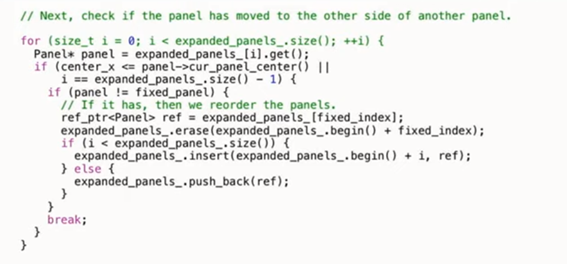 // Next, check if the panel has moved to the other side of another panel.
for (size_t i = 0; i < expanded_panels_.size(); ++i) {
  Panel* panel = expanded_panels_[i].get();
  if (center_x <= panel->cur_panel_center() ||
      i == expanded_panels_.size() - 1) {
    if (panel != fixed_panel) {
      // If it has, then we reorder the panels.
      ref_ptr<Panel> ref = expanded_panels_[fixed_index];
      expanded_panels_.erase(expanded_panels_.begin() + fixed_index);
      if (i < expanded_panels_.size()) {
        expanded_panels_.insert(expanded_panels_.begin() + i, ref);
      } else {
        expanded_panels_.push_back(ref);
      }
    }
    break;
  }
}